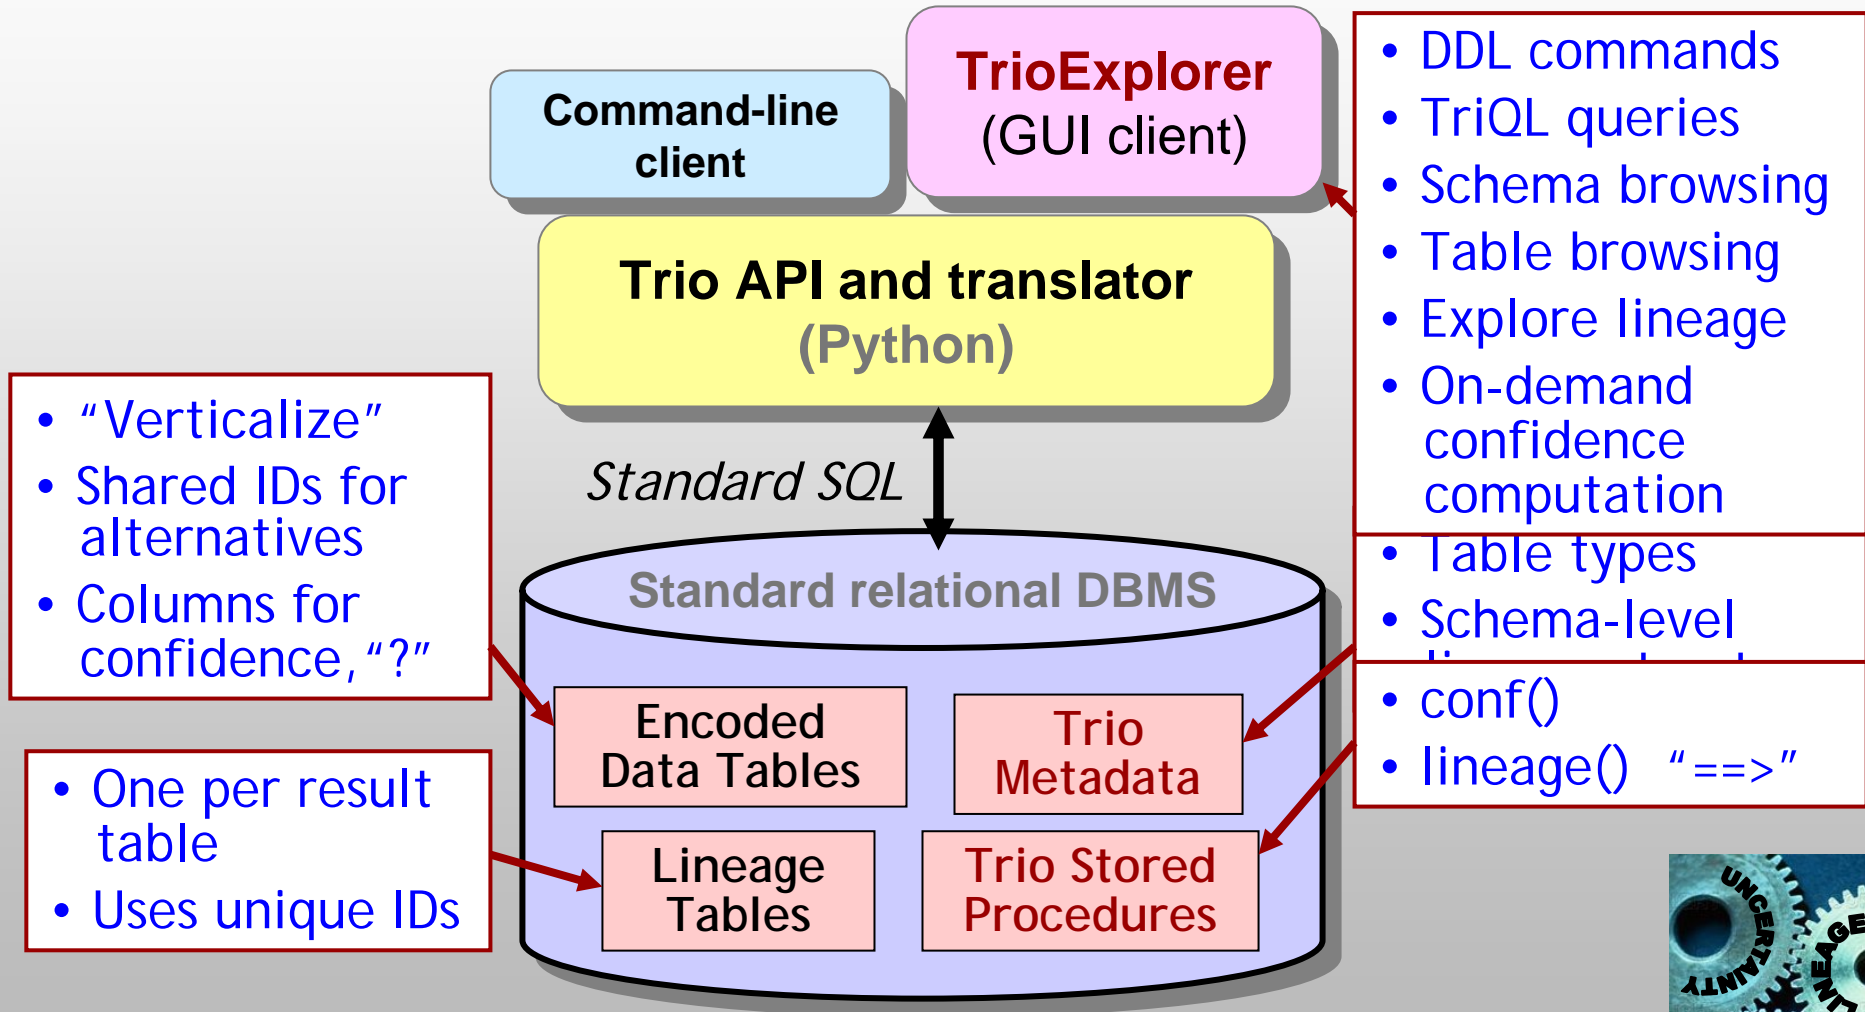 Command-line
client
TrioExplorer
(GUI client)
Trio API and translator
(Python)
Standard SQL
Standard relational DBMS
Encoded
Data Tables
Trio
Metadata
Lineage
Tables
Trio Stored
Procedures
• “Verticalize”
• Shared IDs for
alternatives
• Columns for
confidence, “?”
• One per result
table
• Uses unique IDs
• DDL commands
• TriQL queries
• Schema browsing
• Table browsing
• Explore lineage
• On-demand
confidence
computation
• Table types
• Schema-level
• conf()
• lineage() “==>”
UNCERTAINTY
LINEAGE